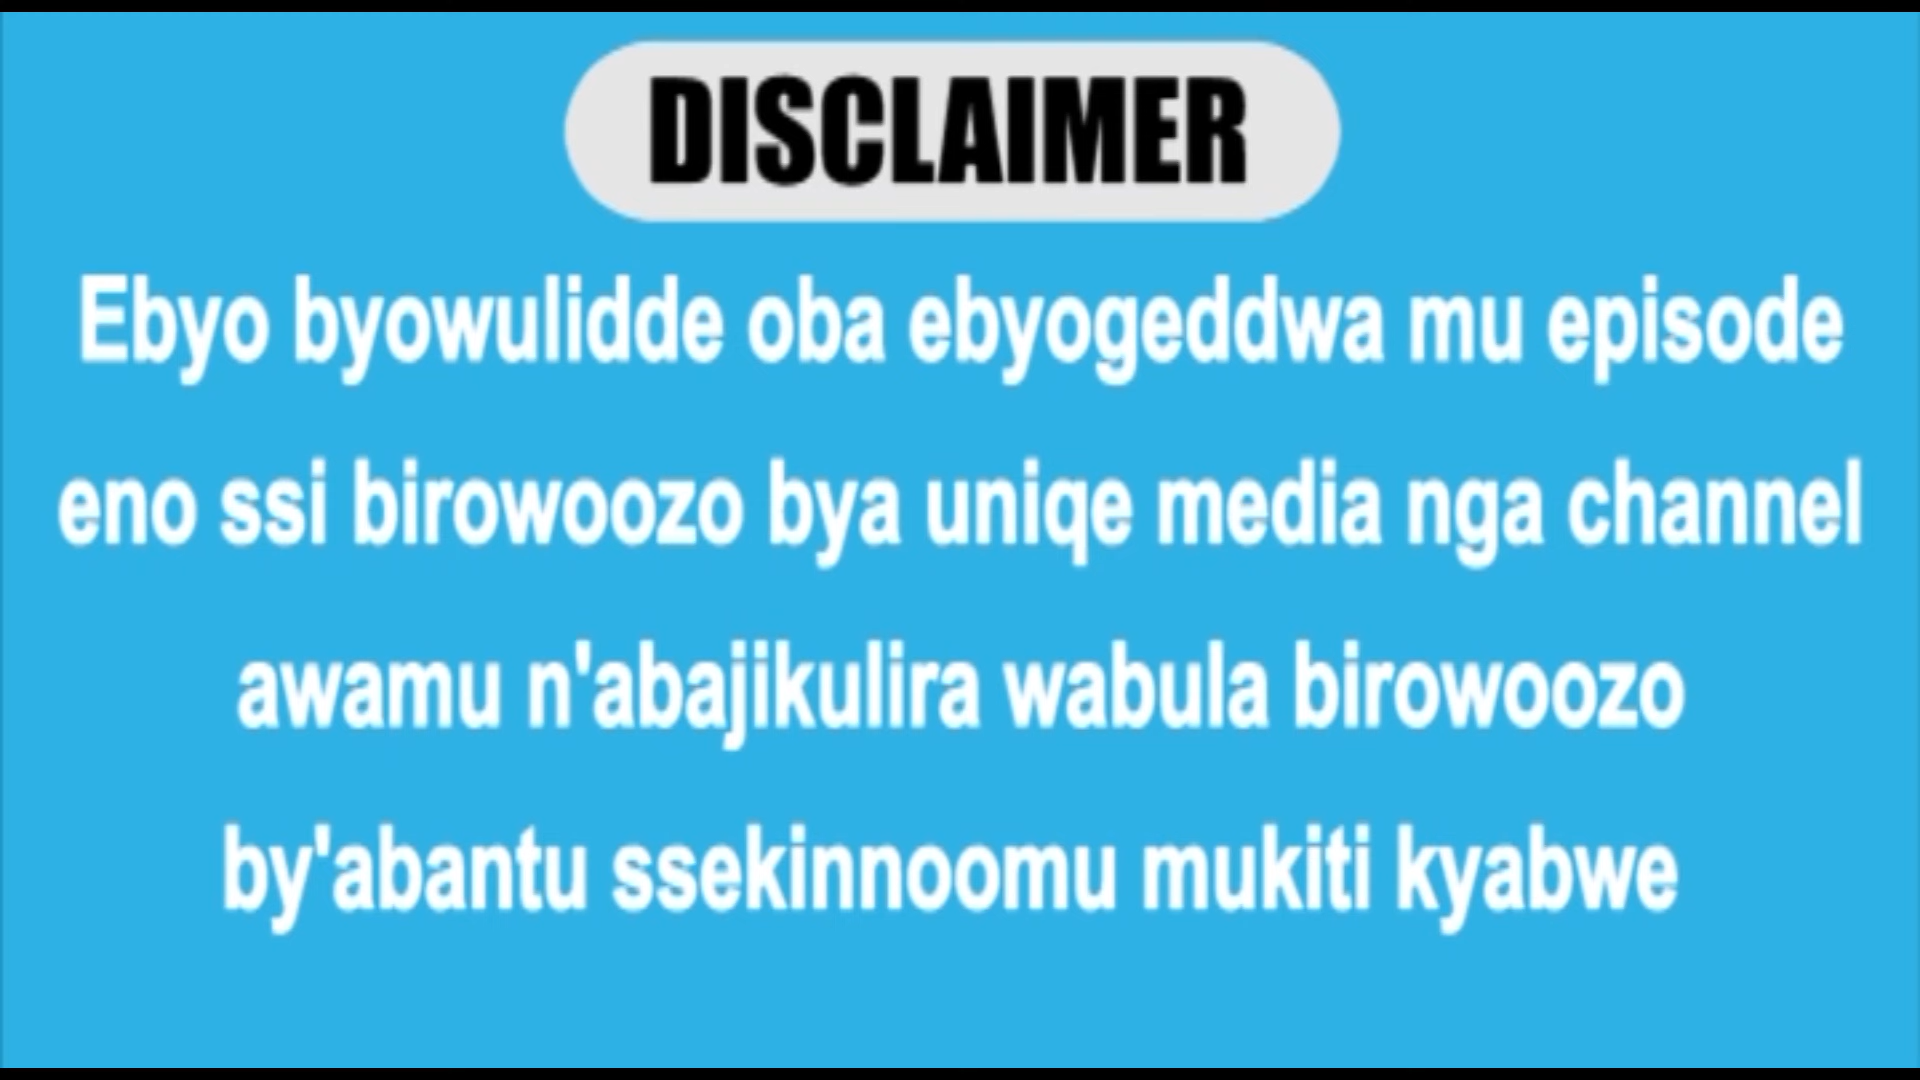 DISCLAIMER
Ebyo byowulidde oba ebyogeddwa mu episode
eno ssi birowoozo bya uniqe media nga channel
awamu n'abajikulira wabula birowoozo
by'abantu ssekinnoomu mukiti kyabwe